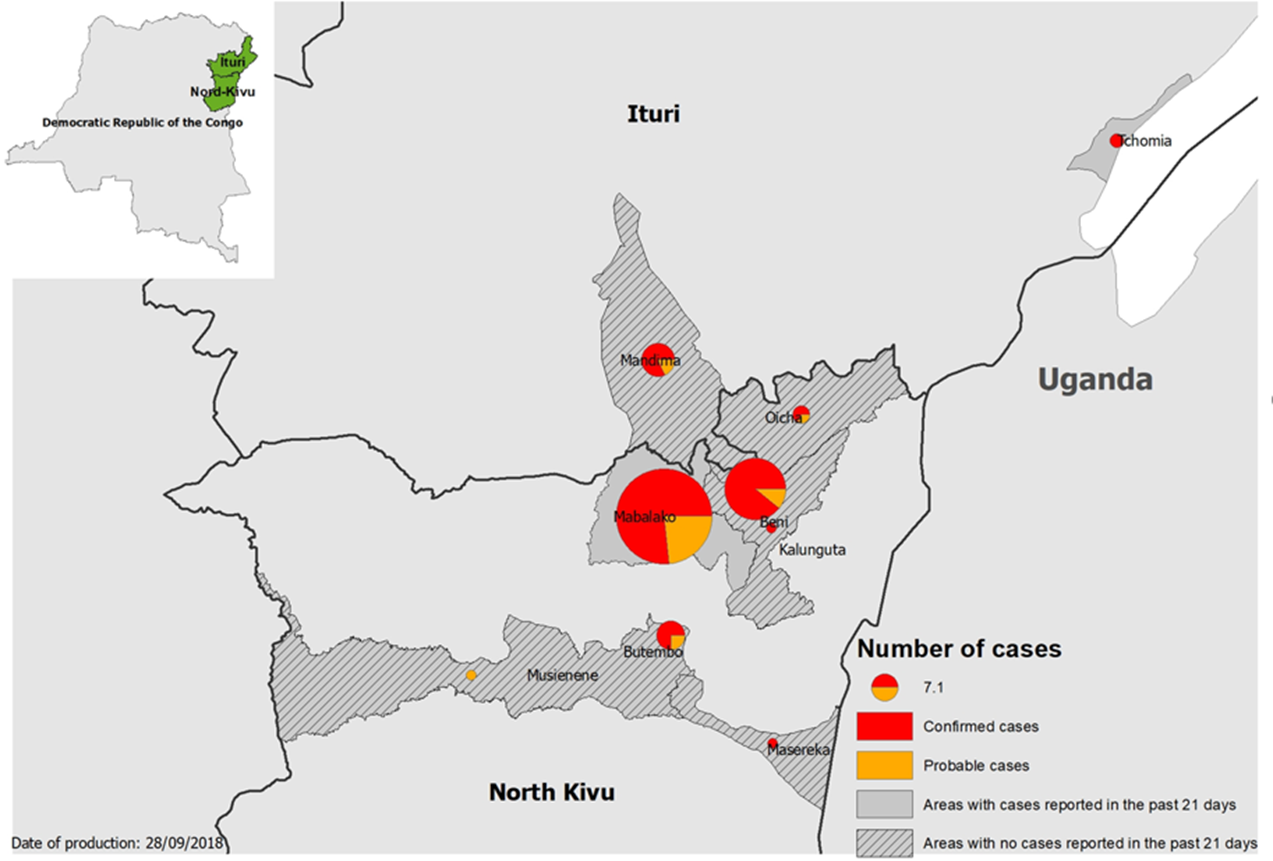 Ituri
Nord-Kivu
Democratic Republic of the Congo
Ituri
Tchomia
Mandima
Uganda
Oicha
Mabalako
Beni
Kalunguta
Butembo
Musienene
Masereka
North Kivu
Number of cases
7.1
Confirmed cases
Probable cases
Areas with cases reported in the past 21 days
Areas with no cases reported in the past 21 days
Date of production: 28/09/2018